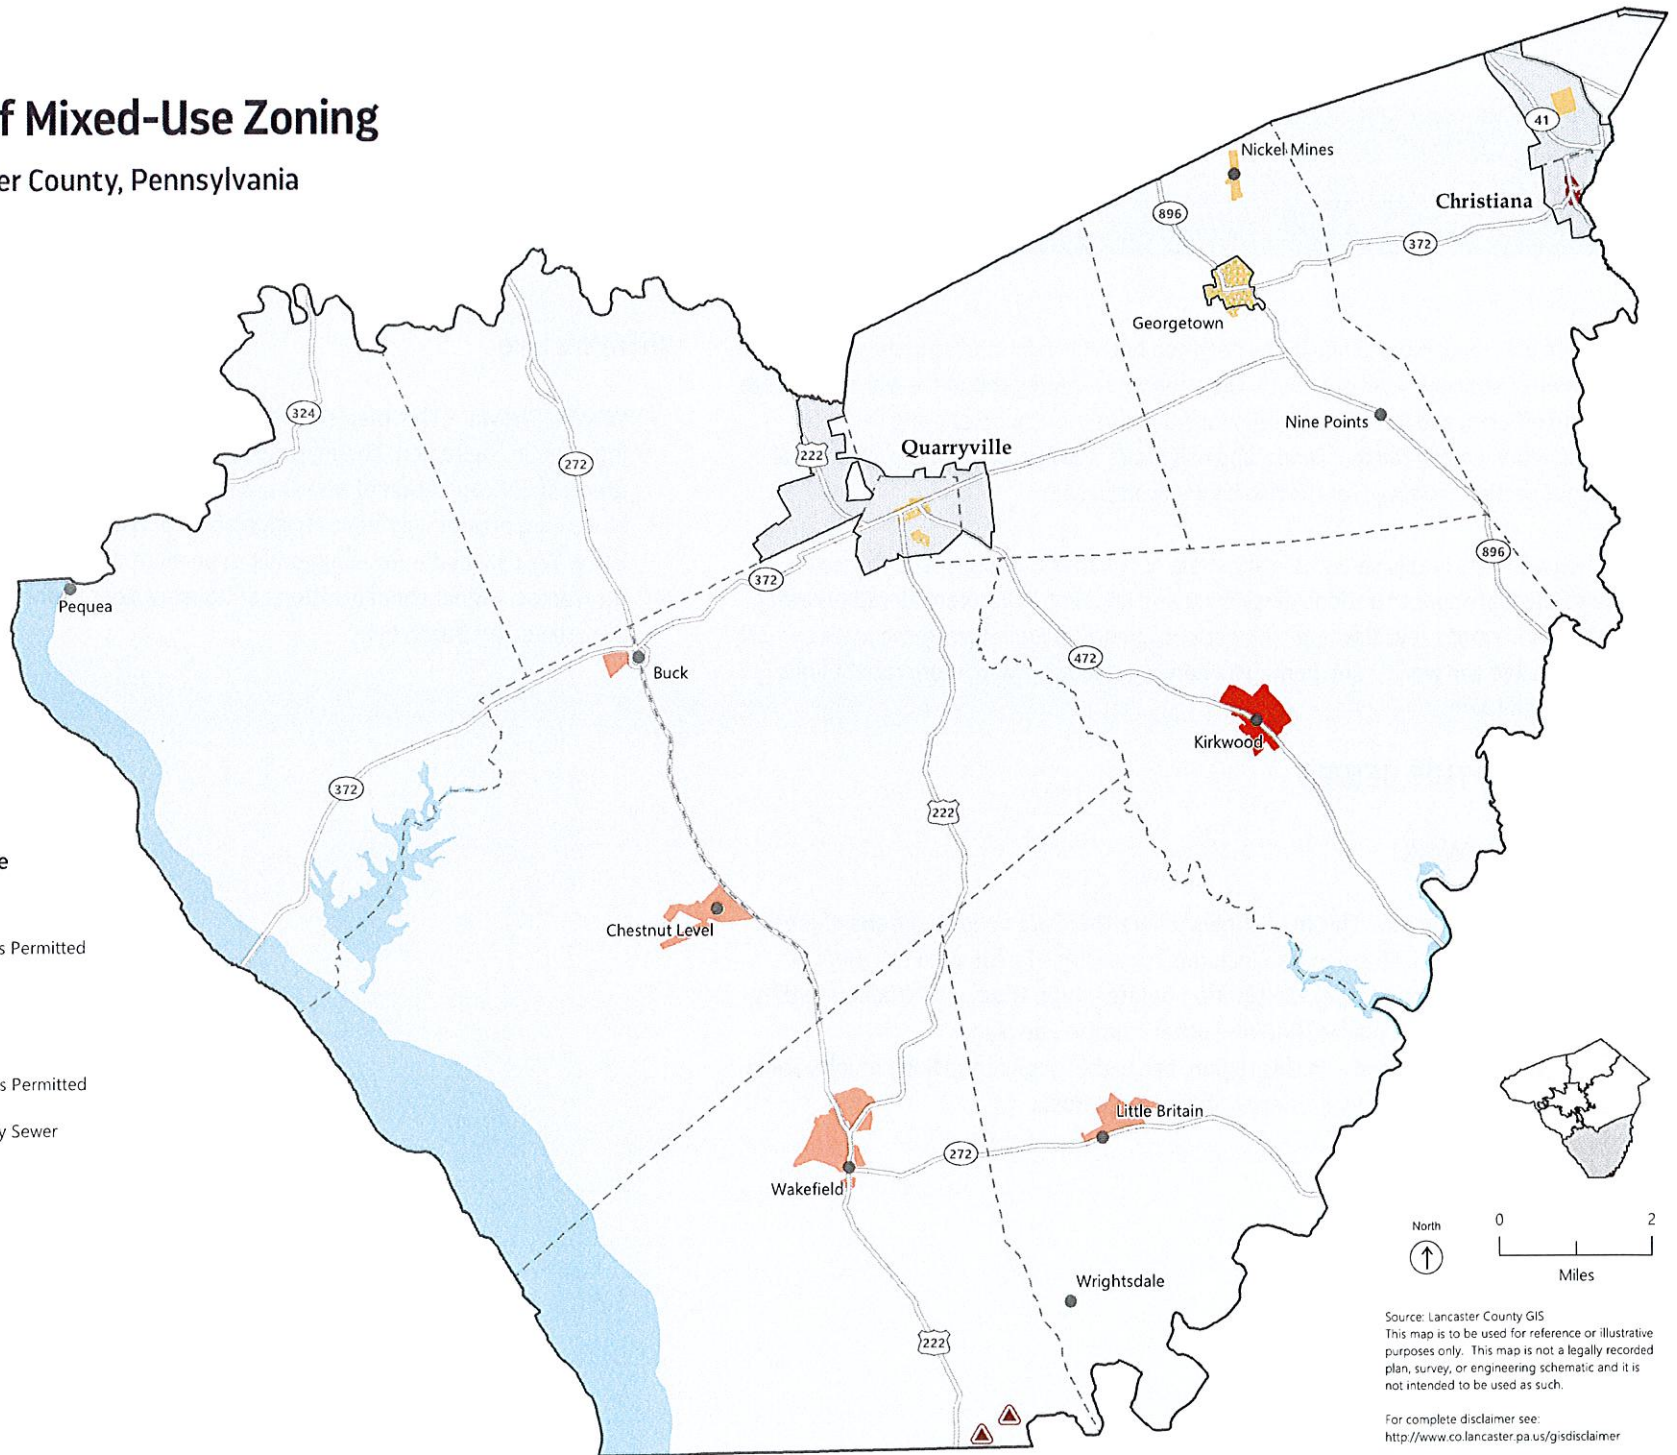 f Mixed-Use Zoning
er County, Pennsylvania
41
Nickel Mines
Christiana
896
372
Georgetown
324
Nine Points
Quarryville
222
272
896
372
Pequea
Buck
472
Kirkwood
372
222
e
s Permitted
Chestnut Level
s Permitted
y Sewer
Little Britain
272
Wakefield
North
0 2
Miles
Wrightsdale
222
Source: Lancaster County GIS
This map is to be used for reference or illustrative
purposes only. This map is not a legally recorded
plan, survey, or engineering schematic and it is
not intended to be used as such.
For complete disclaimer see:
http://www.co.lancaster.pa.us/gisdisclaimer